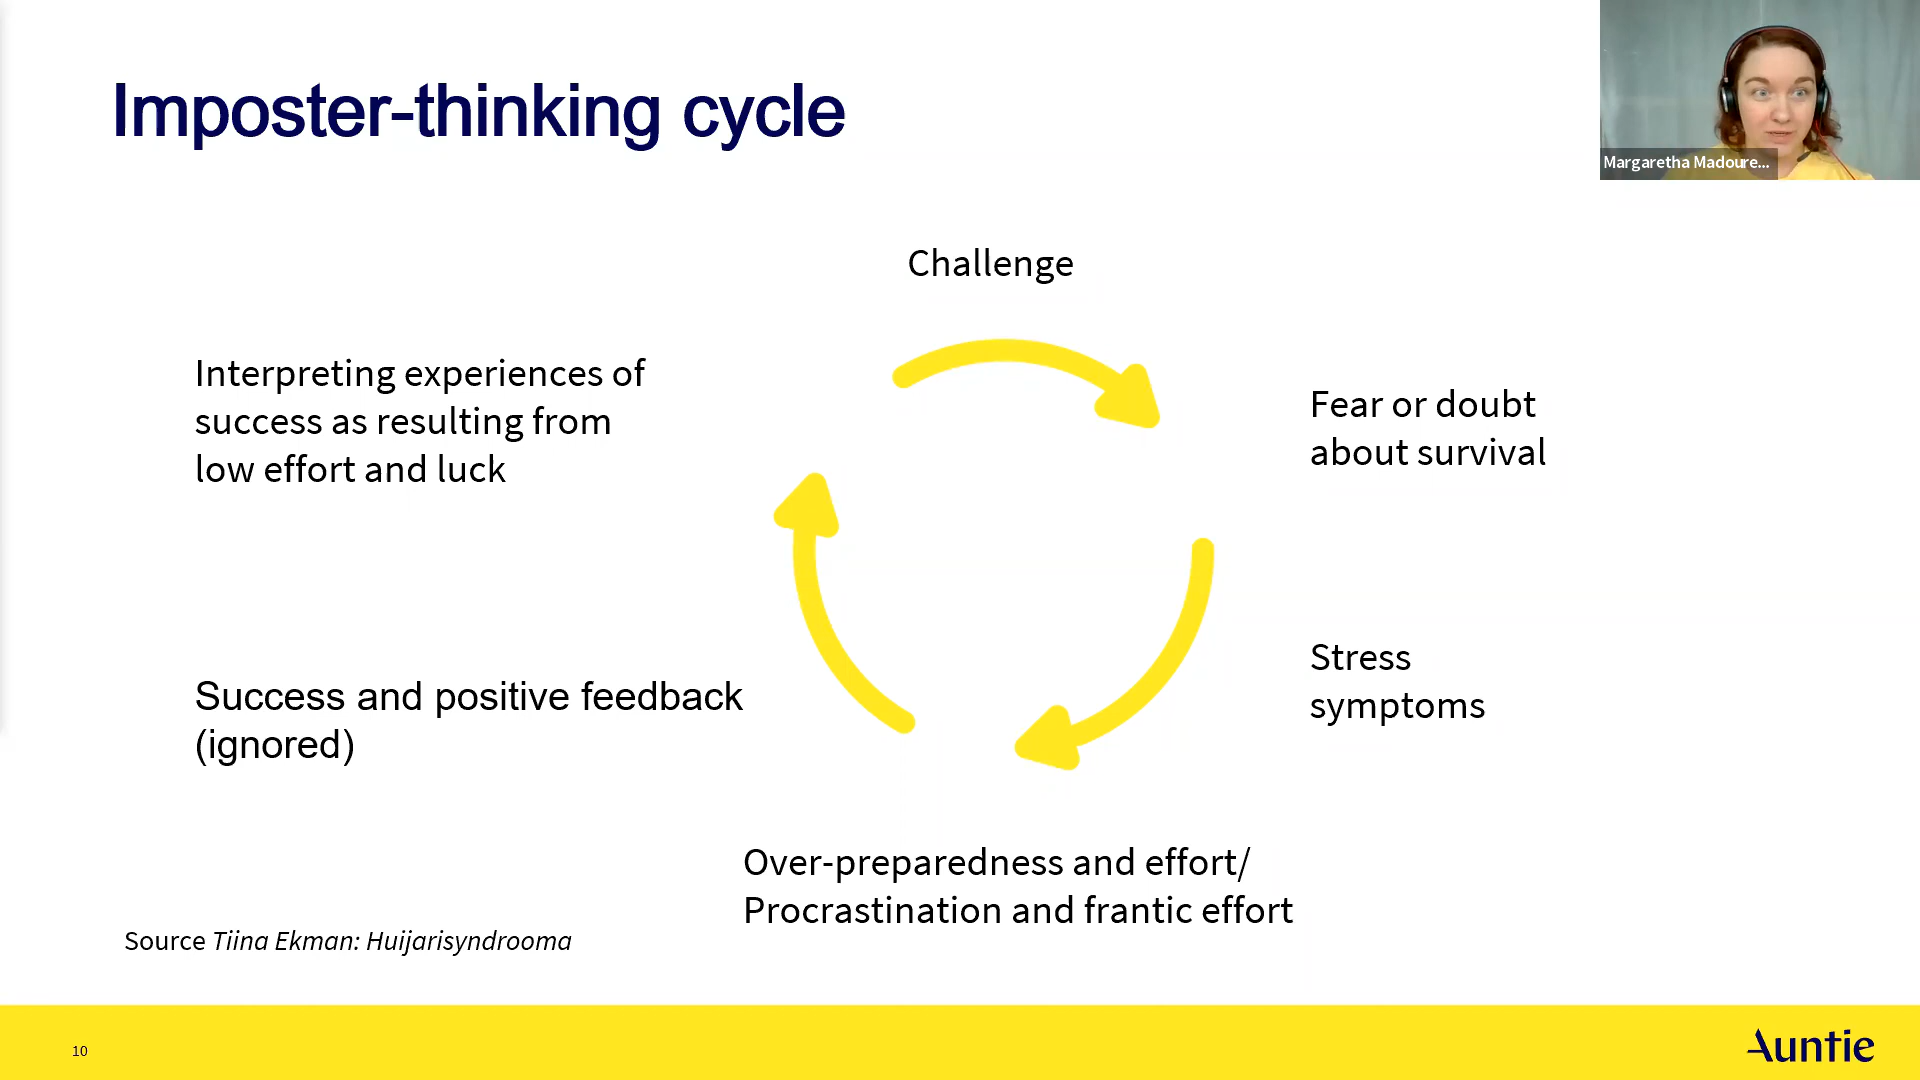 Imposter-thinking cycle
Margaretha Madoure...
Challenge
Interpreting experiences of
success as resulting from
low effort and luck
Fear or doubt
about survival
Stress
symptoms
Success and positive feedback
(ignored)
Over-preparedness and effort/
Procrastination and frantic effort
Source Tiina Ekman: Huijarisyndrooma
10
Auntie